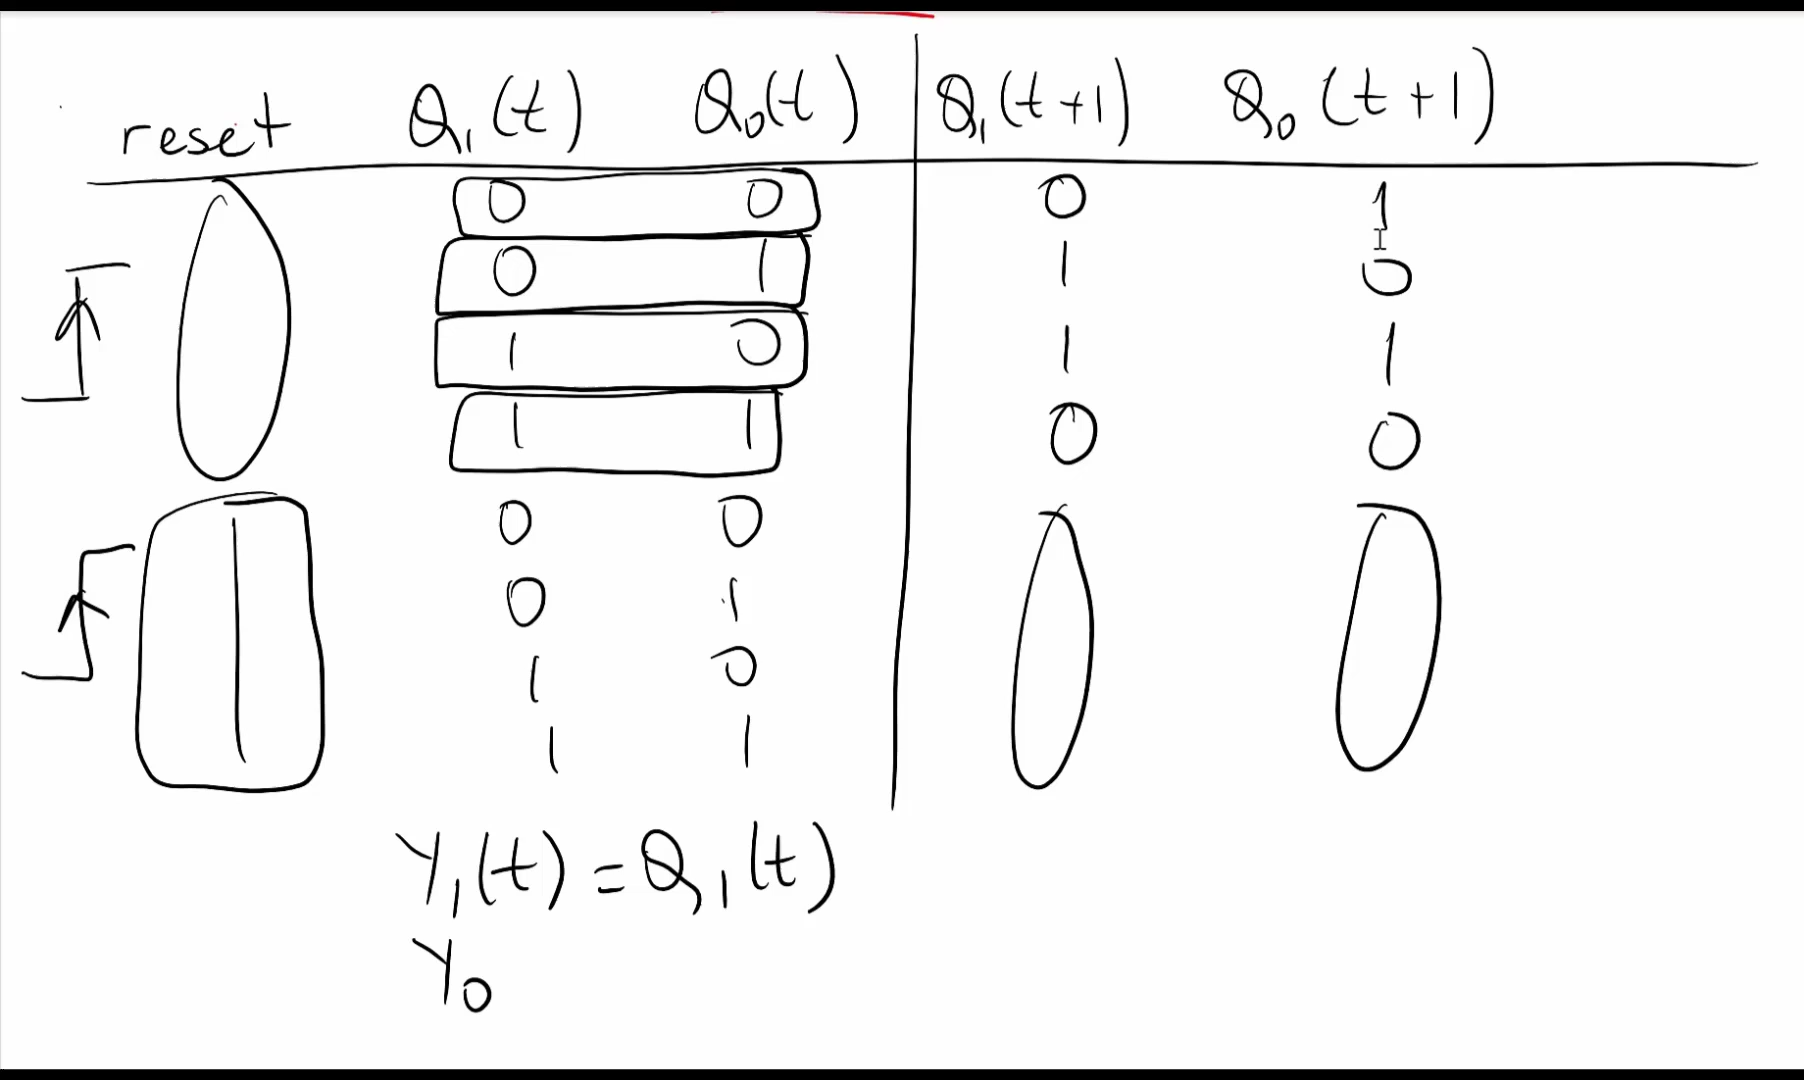 reset Q₁(t) Q₀(t) Q₁(t+1) Q₀(t+1)
0 0 0 0 1
0 1 1 0
1 0 1 1
1 1 0 0
1 0 0 0 0
0 1
1 0
1 1
Y₁(t) = Q₁(t)
Y₀